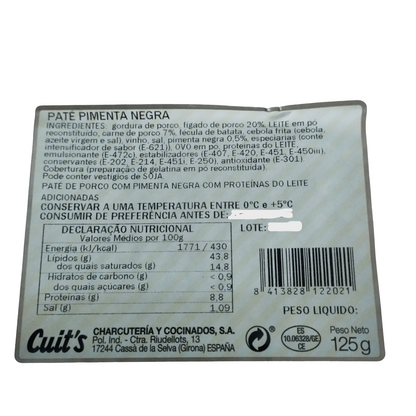 PATÉ PIMENTA NEGRA
INGREDIENTES: gordura de porco, fígado de porco 20%, LEITE em pó
reconstituído, carne de porco 7%, fecula de batata, cebola frita (cebola,
azeite virgem e sal), vinho, sal, pimenta negra 0.5%, especiárias (conte
intensificador de sabor (E-621)), OVO em pó, proteínas do LEITE,
emulsionante (E-472c), estabilizadores (E-407, E-420, E-451, E-450iii),
conservantes (E-202, E-214, E-451), E-250), antioxidante (E-301)
Cobertura (preparação de gelatina em pó reconstituida).
Pode conter vestígios de SOJA.
PATÉ DE PORCO COM PIMENTA NEGRA COM PROTEÍNAS DO LEITE
ADICIONADAS
CONSERVAR A UMA TEMPERATURA ENTRE 0°C e +5°C
CONSUMIR DE PREFERÊNCIA ANTES DE:
LOTE:
DECLARAÇÃO NUTRICIONAL
Valores Médios por 100g
Energia (kJ/kcal) 1771 / 430
Lípidos (g) 43,8
dos quais saturados (g) 14,8
Hidratos de carbono (g) < 0,9
dos quais açúcares (g) < 0,9
Proteínas (g) 8,8
Sal (g) 1,09
8 413828 122021
PESO LIQUIDO:
Cuit's
CHARCUTERÍA Y COCINADOS, S.A.
Pol. Ind. - Ctra. Riudellots, 13
17244 Cassà de la Selva (Girona) ESPAÑA
ES
10.06328/GE
CE
Peso Neto
125g